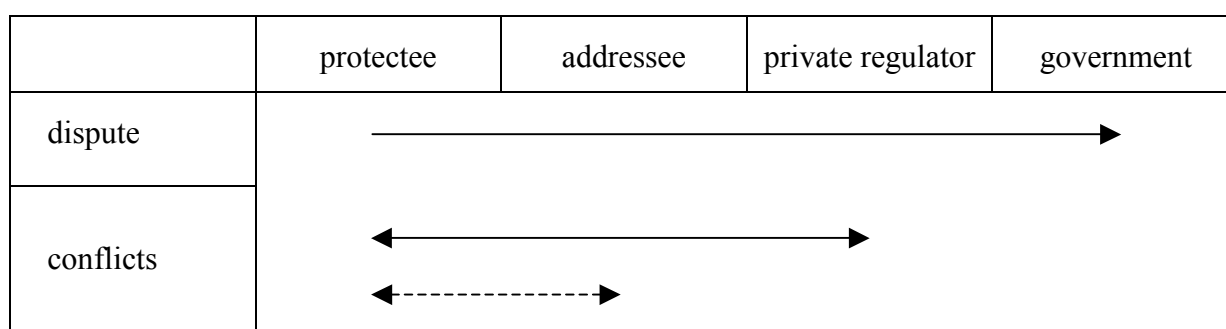 protectee addressee private regulator government
dispute
conflicts